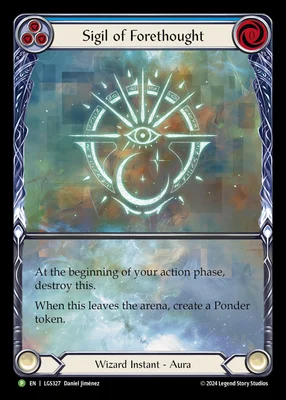 Sigil of Forethought
At the beginning of your action phase,
destroy this.
When this leaves the arena, create a Ponder
token.
Wizard Instant - Aura
P EN | LGS327 Daniel Jiménez
© 2024 Legend Story Studios